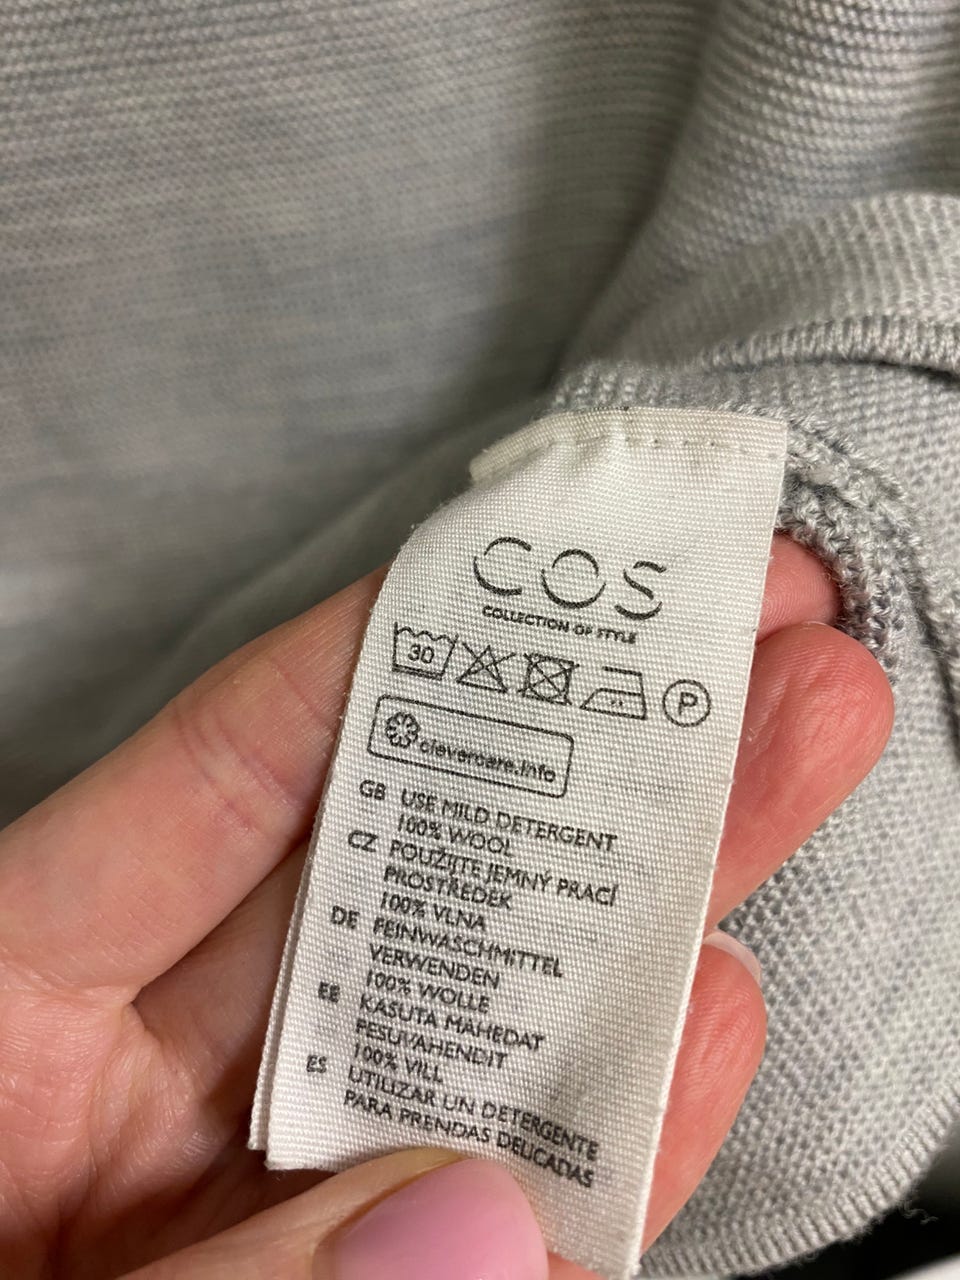 COS
COLLECTION OF STYLE
30
P
clevercare.info
GB USE MILD DETERGENT
100% WOOL
CZ POUŽIJTE JEMNÝ PRACÍ
PROSTŘEDEK
100% VLNA
DE FEINWASCHMITTEL
VERWENDEN
100% WOLLE
EE KASUTA MAHEDAT
PESUVAHENDIT
100% VILL
ES UTILIZAR UN DETERGENTE
PARA PRENDAS DELICADAS